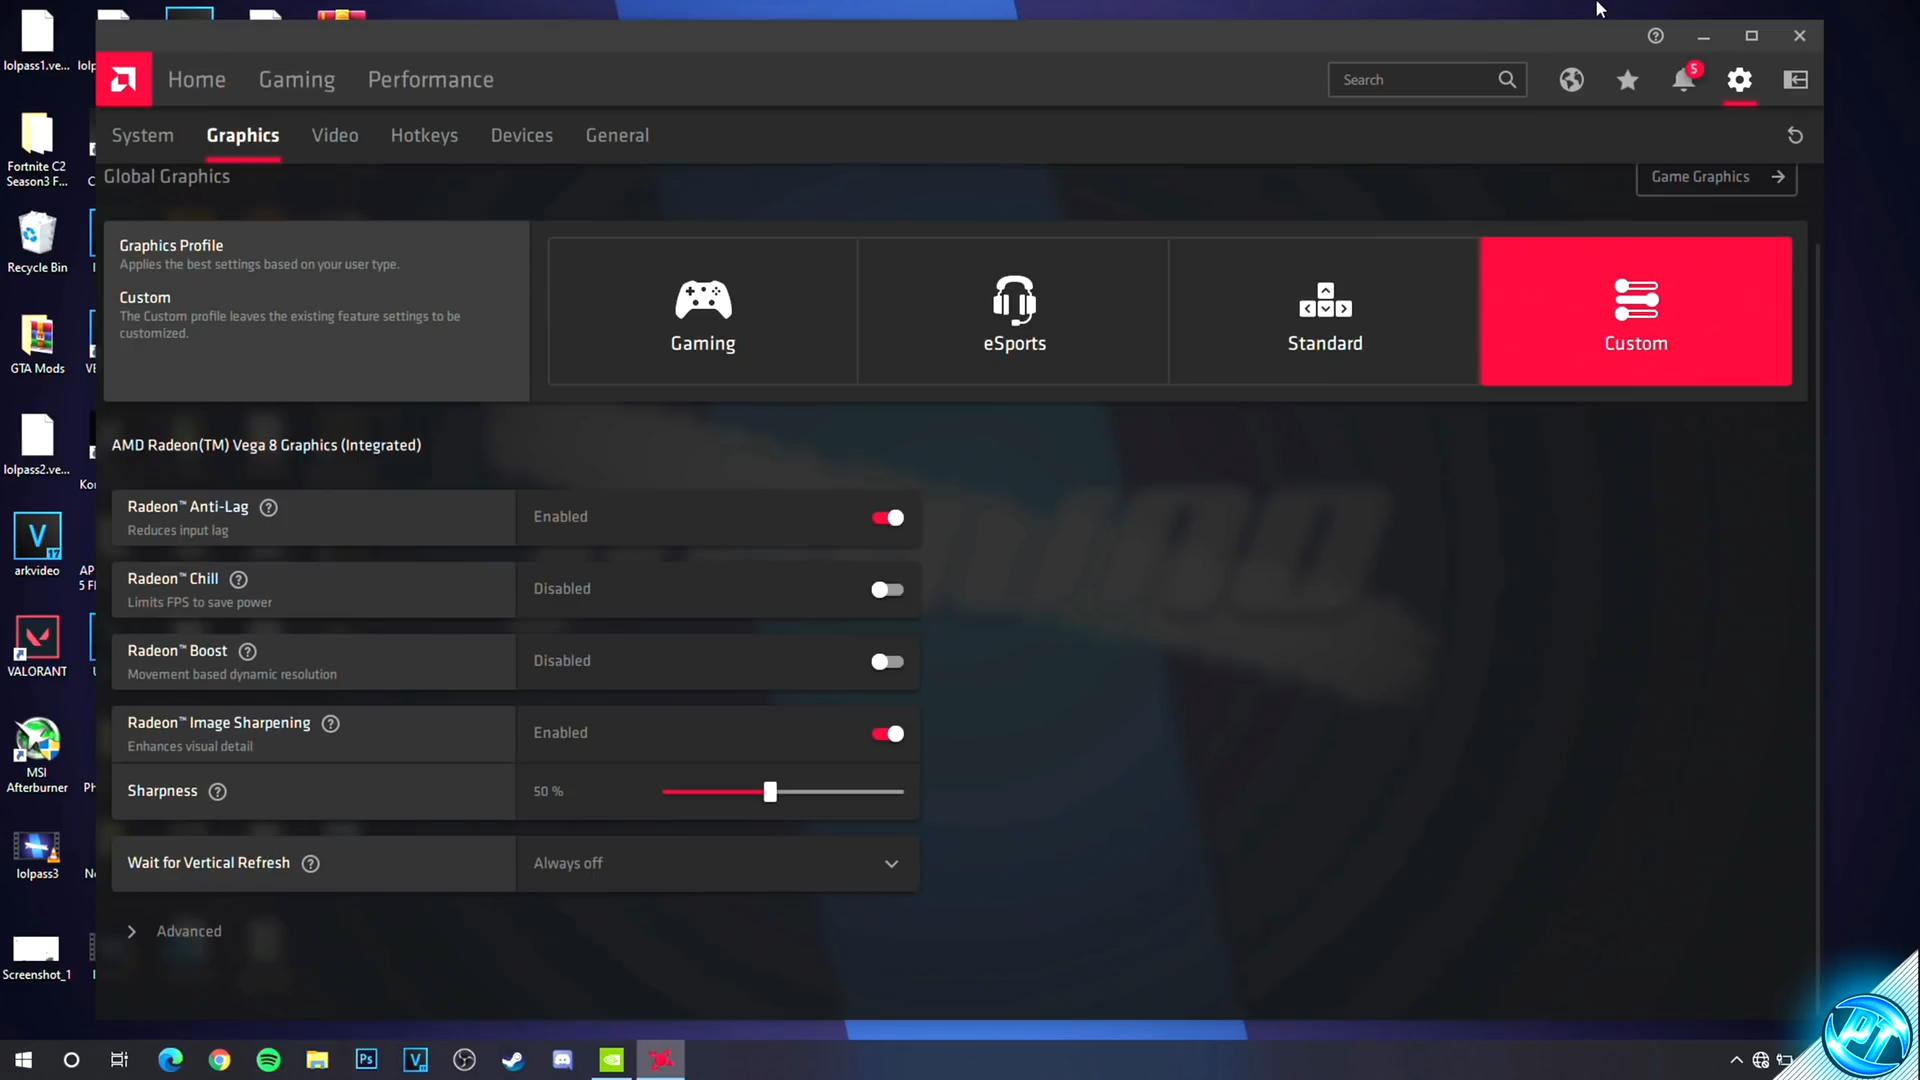 lolpass1.ve...
Home
Gaming
Performance
Search
5
System
Graphics
Video
Hotkeys
Devices
General
Global Graphics
Game Graphics
Graphics Profile
Applies the best settings based on your user type.
Custom
The Custom profile leaves the existing feature settings to be
customized.
Gaming
eSports
Standard
Custom
AMD Radeon(TM) Vega 8 Graphics (Integrated)
Radeon™ Anti-Lag
Reduces input lag
Enabled
Radeon™ Chill
Limits FPS to save power
Disabled
Radeon™ Boost
Movement based dynamic resolution
Disabled
Radeon™ Image Sharpening
Enhances visual detail
Enabled
Sharpness
50 %
Wait for Vertical Refresh
Always off
Advanced
Fortnite C2
Season3 F...
Recycle Bin
GTA Mods
lolpass2.ve...
V
17
arkvideo
VALORANT
MSI
Afterburner
lolpass3
Screenshot_1
Ps
V
PT